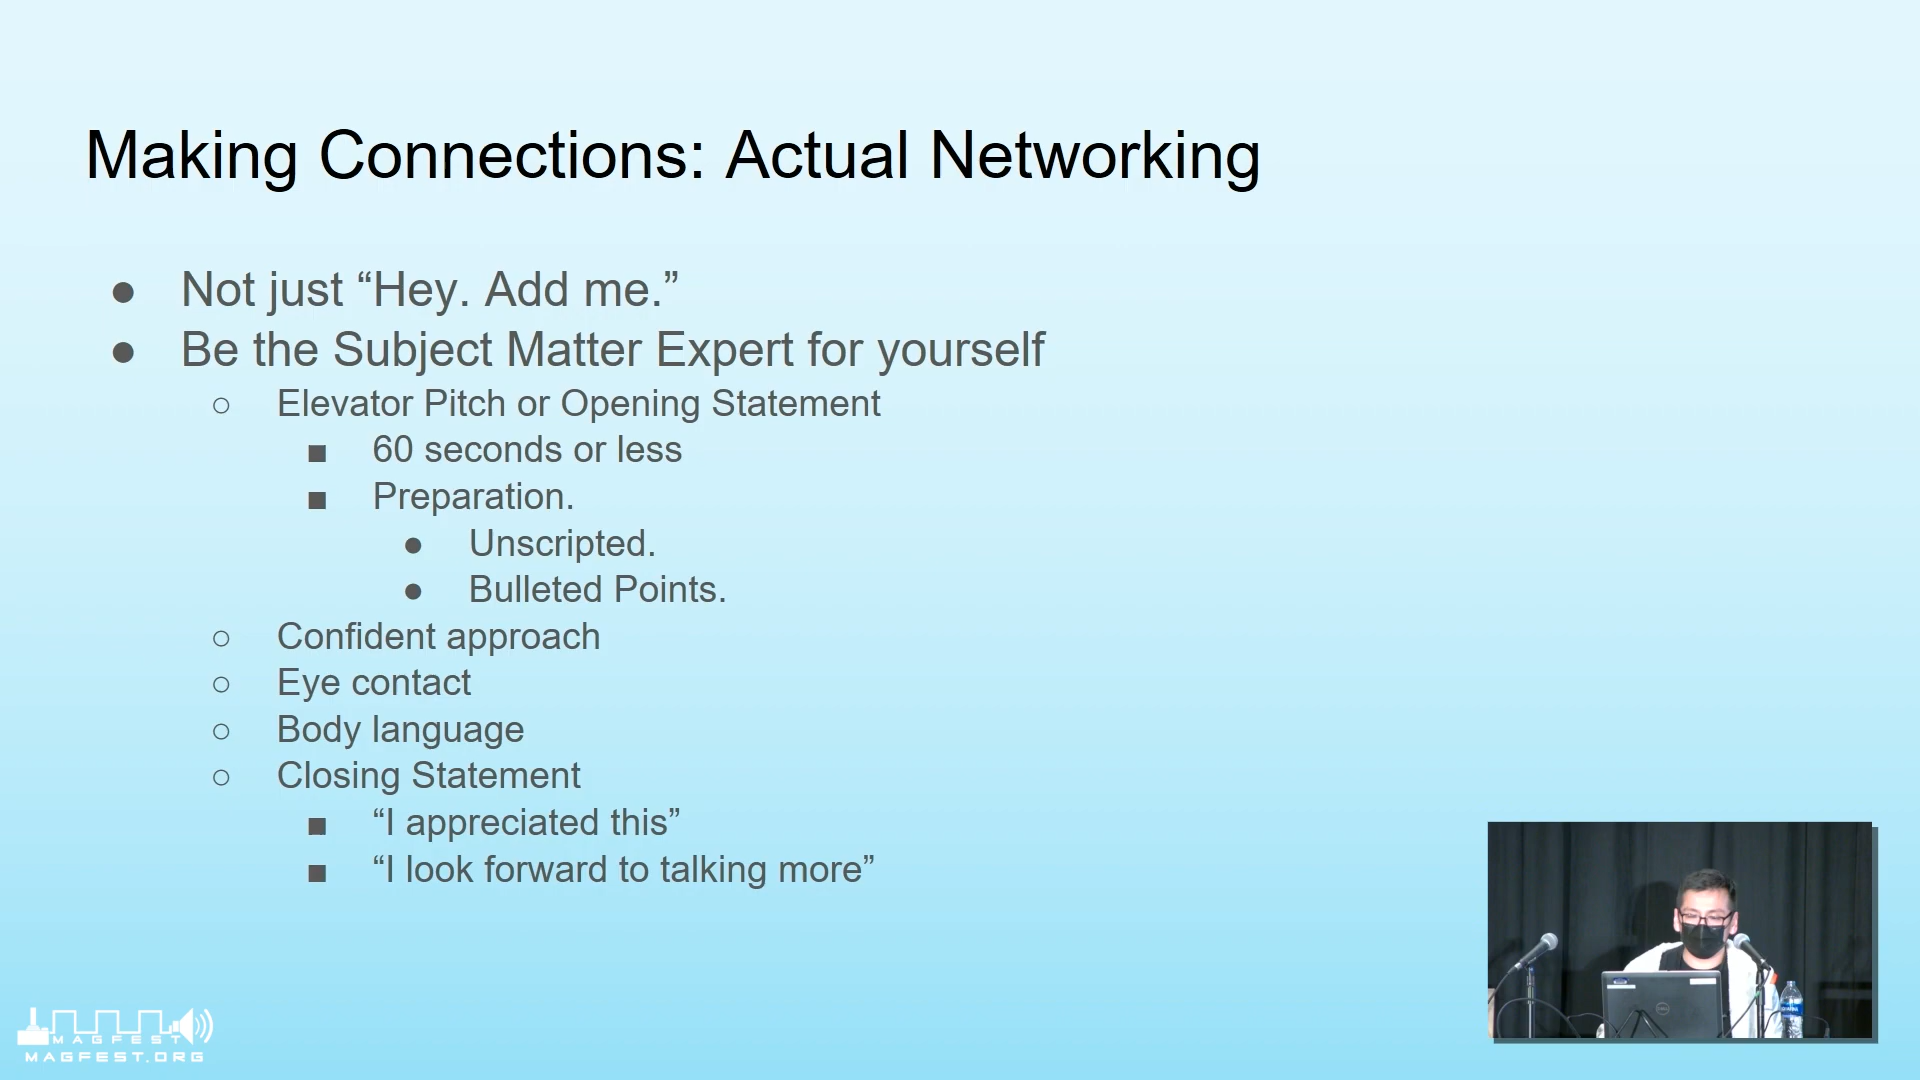 Making Connections: Actual Networking
● Not just “Hey. Add me.”
● Be the Subject Matter Expert for yourself
○ Elevator Pitch or Opening Statement
■ 60 seconds or less
■ Preparation.
● Unscripted.
● Bulleted Points.
○ Confident approach
○ Eye contact
○ Body language
○ Closing Statement
■ “I appreciated this”
■ “I look forward to talking more”
MAGFEST
MAGFEST.ORG